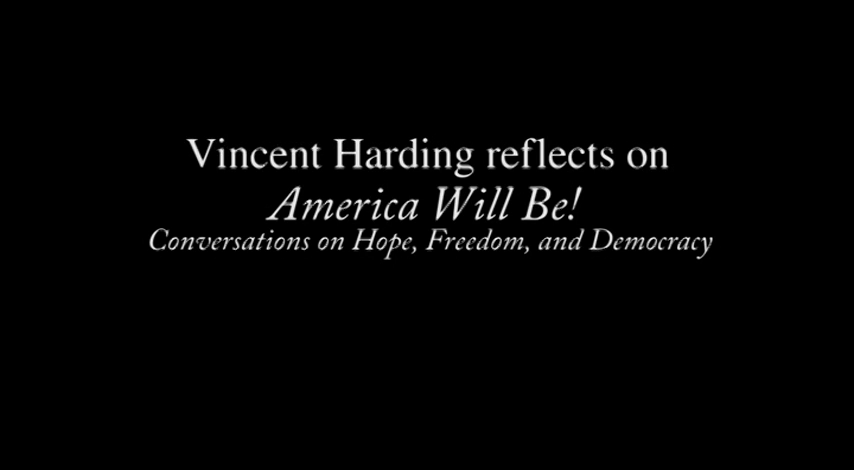 Vincent Harding reflects on
America Will Be!
Conversations on Hope, Freedom, and Democracy